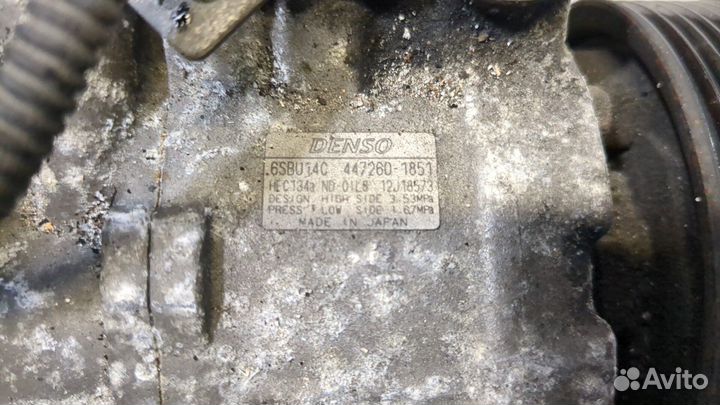 DENSO
6SBU14C 447260-1851
HFC134a ND-OIL8 12J18573
DESIGN HIGH SIDE 3.53MPa
PRESS LOW SIDE 1.67MPa
MADE IN JAPAN
Avito